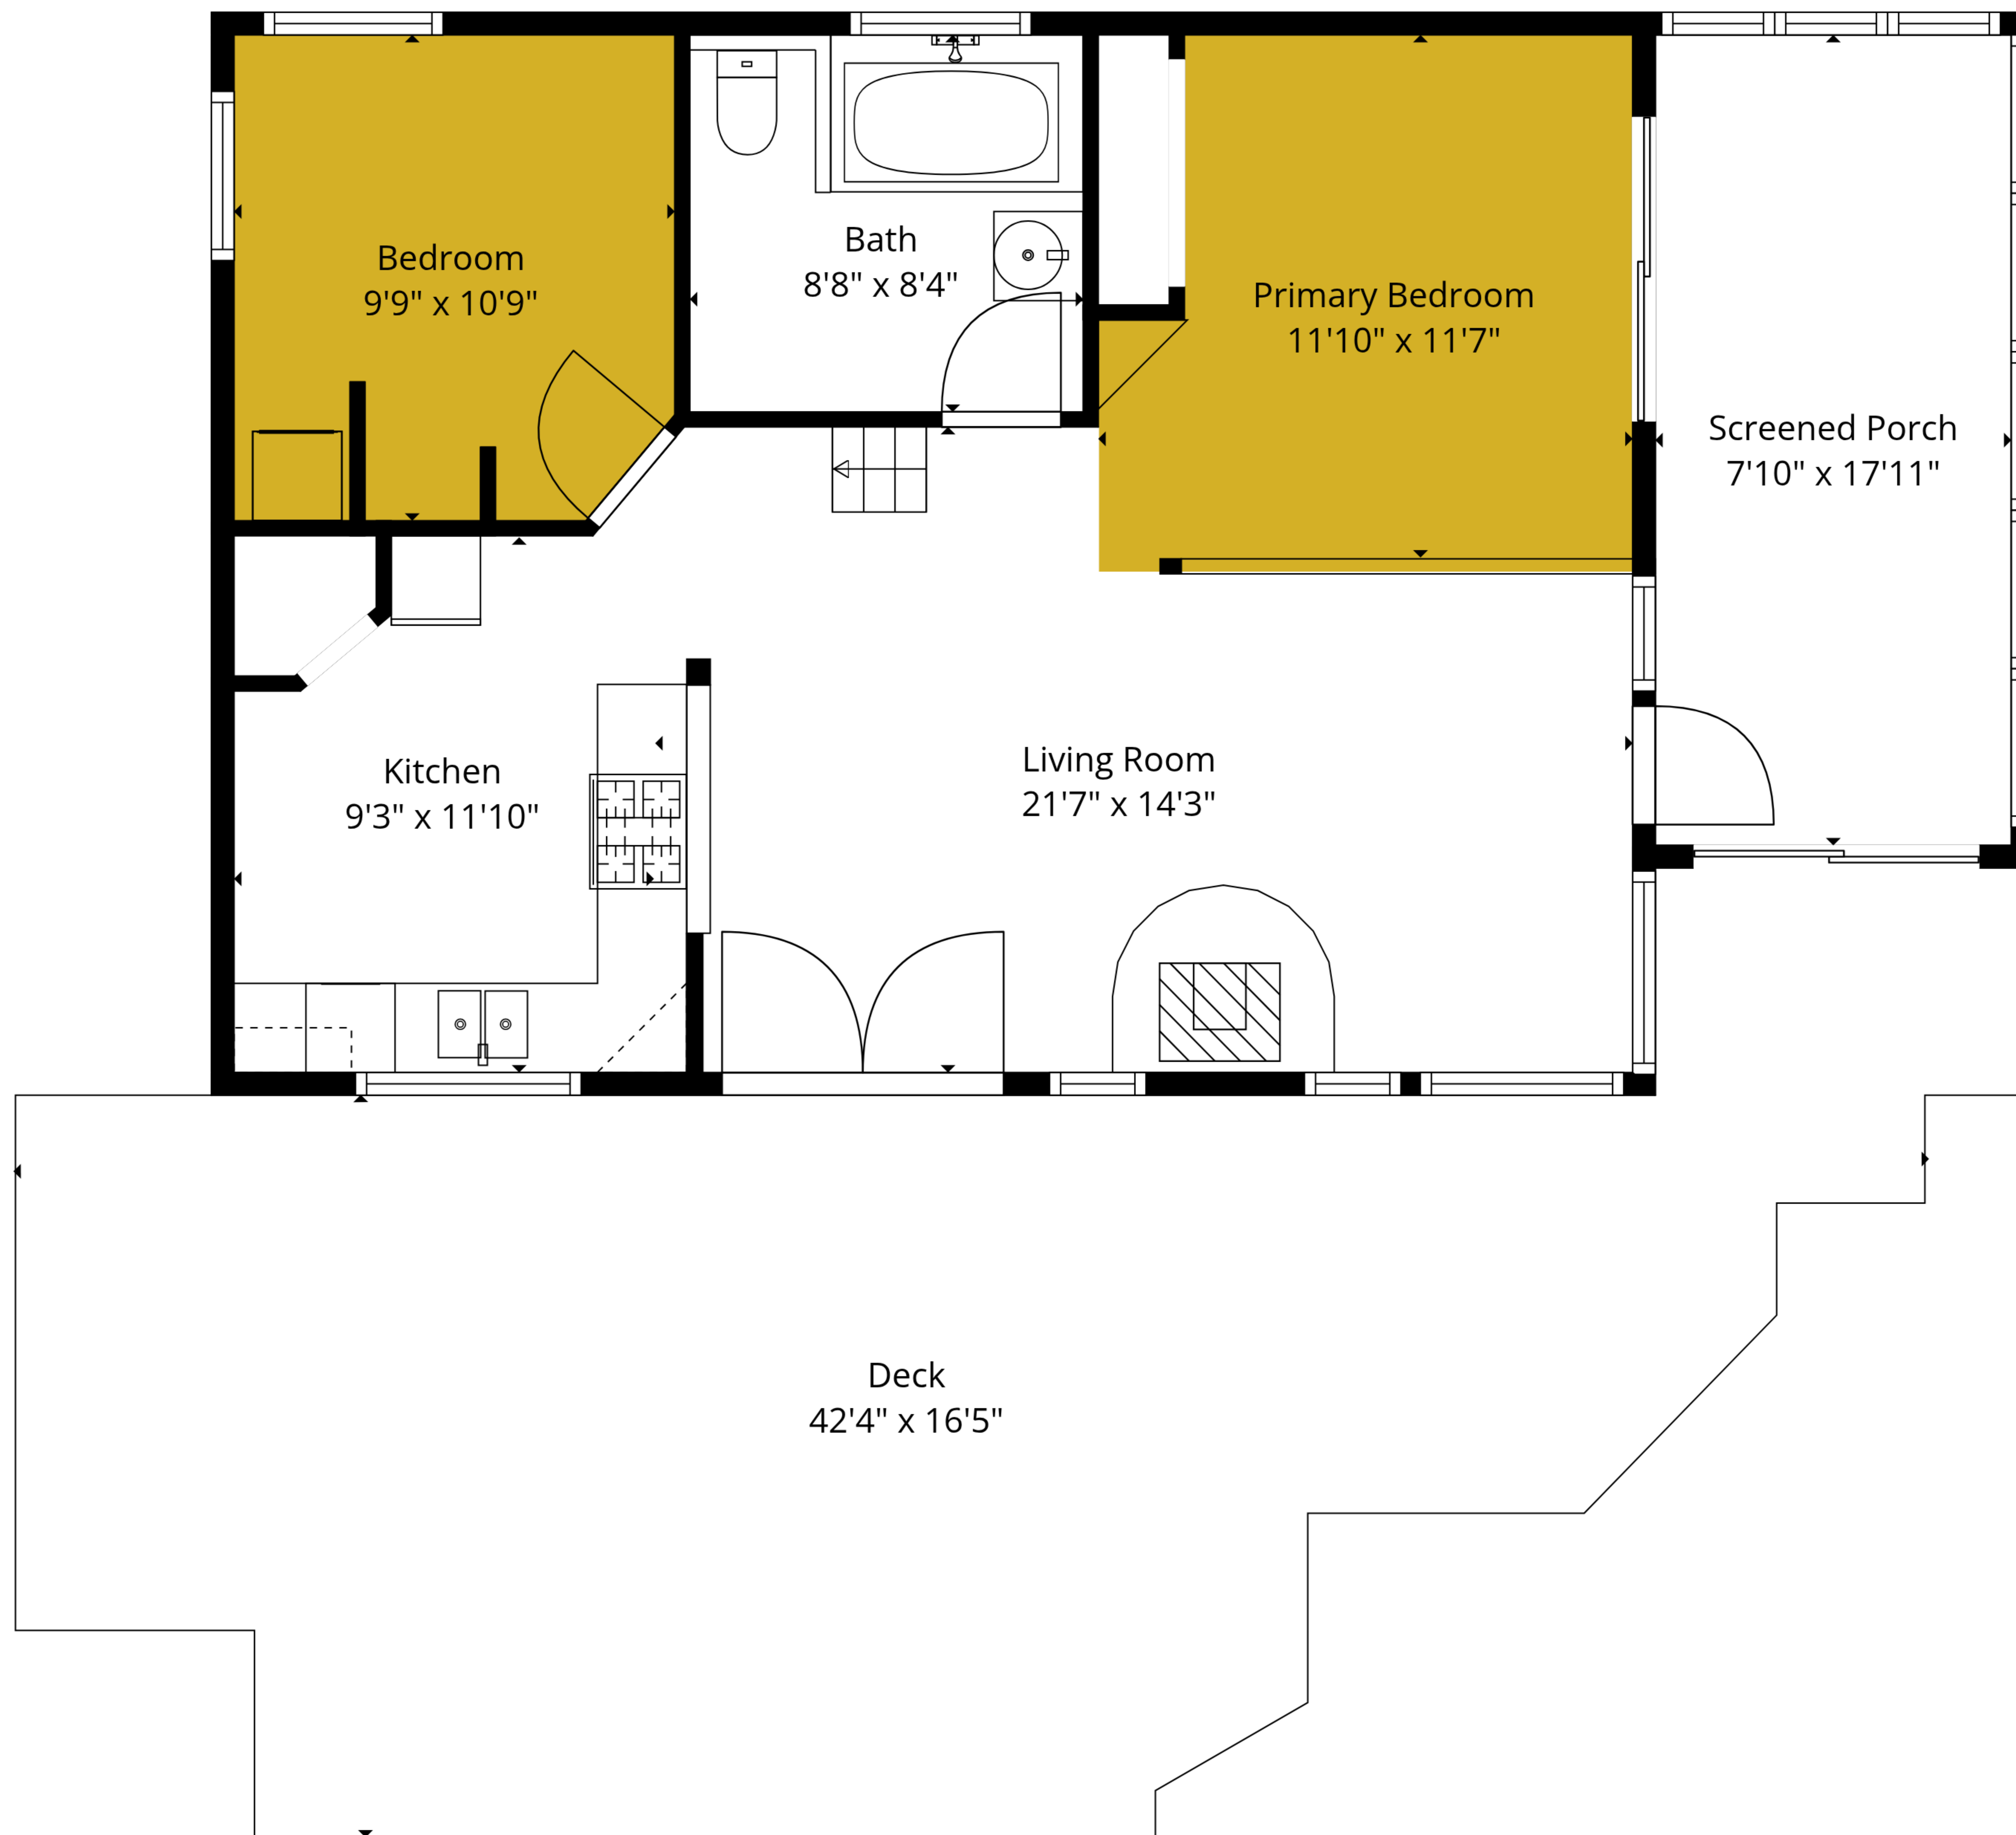 Bedroom
9'9" x 10'9"
Bath
8'8" x 8'4"
Primary Bedroom
11'10" x 11'7"
Screened Porch
7'10" x 17'11"
Kitchen
9'3" x 11'10"
Living Room
21'7" x 14'3"
Deck
42'4" x 16'5"